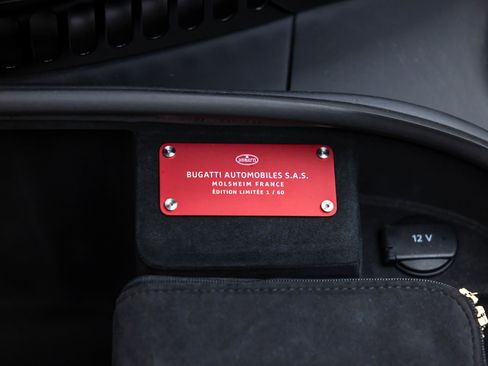 BUGATTI
BUGATTI AUTOMOBILES S.A.S.
MOLSHEIM FRANCE
ÉDITION LIMITÉE 1 / 60
12 V